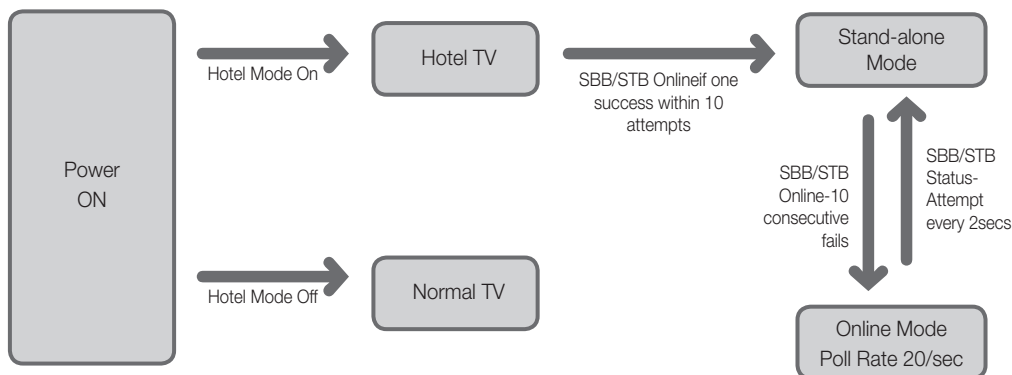 Power
ON
Hotel Mode On
Hotel TV
SBB/STB Onlineif one
success within 10
attempts
Stand-alone
Mode
SBB/STB
Online-10
consecutive
fails
SBB/STB
Status-
Attempt
every 2secs
Hotel Mode Off
Normal TV
Online Mode
Poll Rate 20/sec